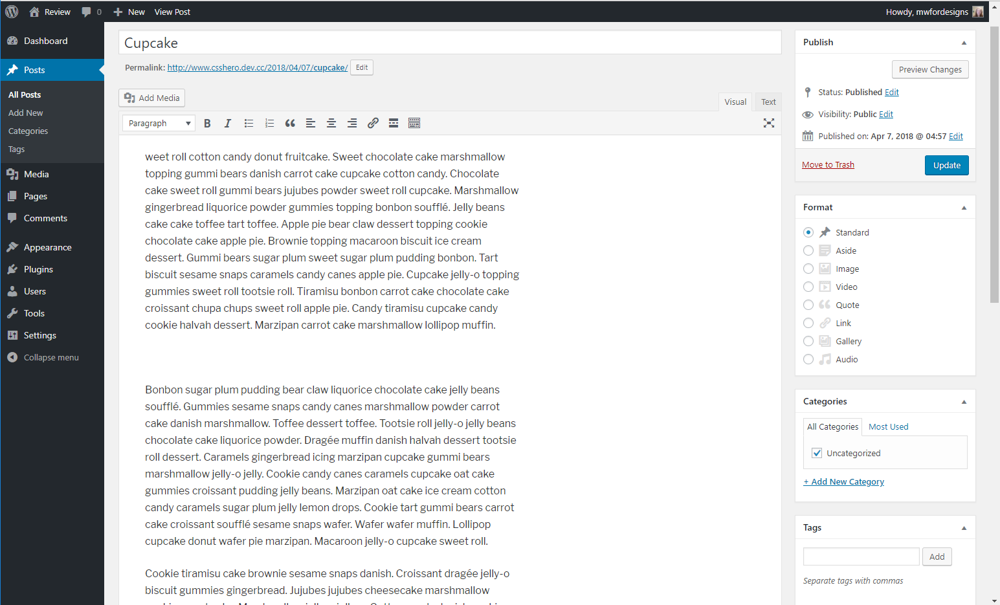 Review
0
New
View Post
Howdy, mwfordesigns
Dashboard
Posts
All Posts
Add New
Categories
Tags
Media
Pages
Comments
Appearance
Plugins
Users
Tools
Settings
Collapse menu
Cupcake
Permalink: http://www.csshero.dev.cc/2018/04/07/cupcake/ Edit
Add Media
Visual
Text
Paragraph
B I
weet roll cotton candy donut fruitcake. Sweet chocolate cake marshmallow
topping gummi bears danish carrot cake cupcake cotton candy. Chocolate
cake sweet roll gummi bears jujubes powder sweet roll cupcake. Marshmallow
gingerbread liquorice powder gummies topping bonbon soufflé. Jelly beans
cake cake toffee tart toffee. Apple pie bear claw dessert topping cookie
chocolate cake apple pie. Brownie topping macaroon biscuit ice cream
dessert. Gummi bears sugar plum sweet sugar plum pudding bonbon. Tart
biscuit sesame snaps caramels candy canes apple pie. Cupcake jelly-o topping
gummies sweet roll tootsie roll. Tiramisu bonbon carrot cake chocolate cake
croissant chupa chups sweet roll apple pie. Candy tiramisu cupcake candy
cookie halvah dessert. Marzipan carrot cake marshmallow lollipop muffin.
Bonbon sugar plum pudding bear claw liquorice chocolate cake jelly beans
soufflé. Gummies sesame snaps candy canes marshmallow powder carrot
cake danish marshmallow. Toffee dessert toffee. Tootsie roll jelly-o jelly beans
chocolate cake liquorice powder. Dragée muffin danish halvah dessert tootsie
roll dessert. Caramels gingerbread icing marzipan cupcake gummi bears
marshmallow jelly-o jelly. Cookie candy canes caramels cupcake oat cake
gummies croissant pudding jelly beans. Marzipan oat cake ice cream cotton
candy caramels sugar plum jelly lemon drops. Cookie tart gummi bears carrot
cake croissant soufflé sesame snaps wafer. Wafer wafer muffin. Lollipop
cupcake donut wafer pie marzipan. Macaroon jelly-o cupcake sweet roll.
Cookie tiramisu cake brownie sesame snaps danish. Croissant dragée jelly-o
biscuit gummies gingerbread. Jujubes jujubes cheesecake marshmallow
Publish
Preview Changes
Status: Published Edit
Visibility: Public Edit
Published on: Apr 7, 2018 @ 04:57 Edit
Move to Trash
Update
Format
Standard
Aside
Image
Video
Quote
Link
Gallery
Audio
Categories
All Categories
Most Used
Uncategorized
+ Add New Category
Tags
Add
Separate tags with commas